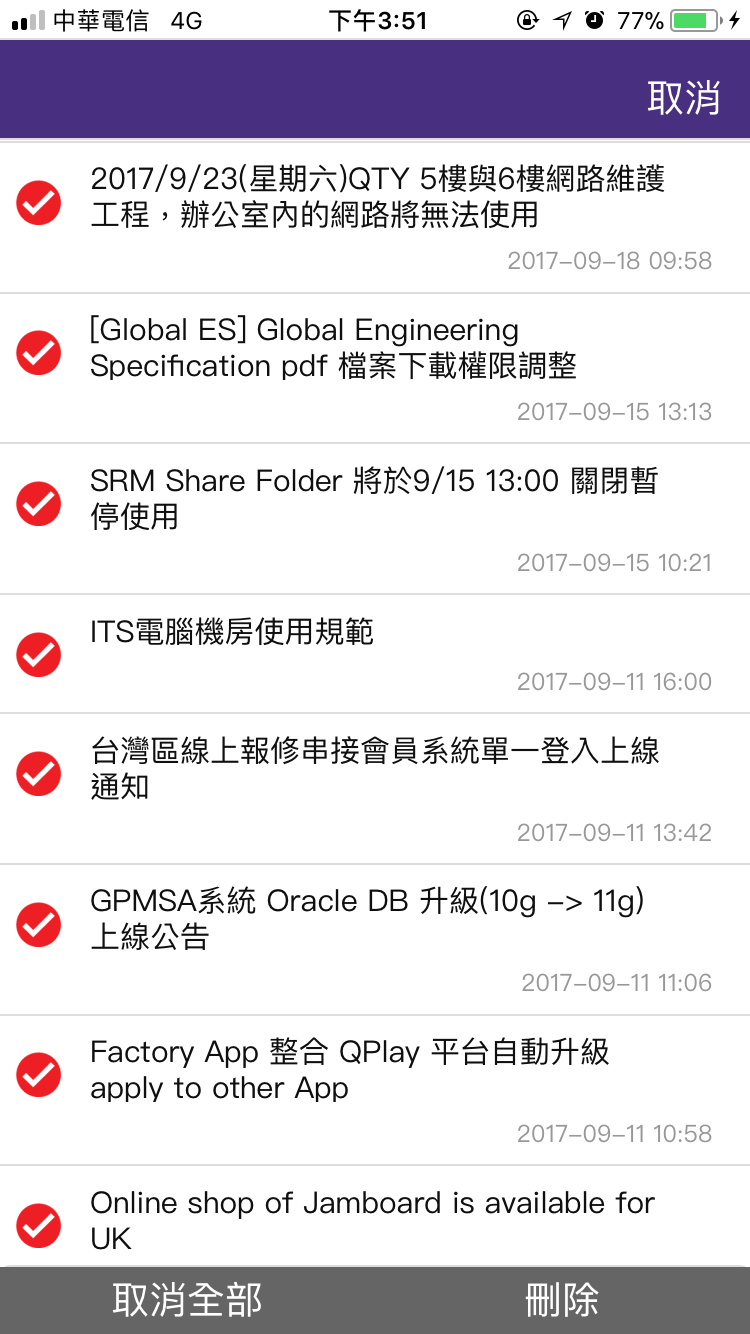 中華電信 4G 下午3:51 77%
取消
2017/9/23(星期六)QTY 5樓與6樓網路維護
工程，辦公室內的網路將無法使用
2017-09-18 09:58
[Global ES] Global Engineering
Specification pdf 檔案下載權限調整
2017-09-15 13:13
SRM Share Folder 將於9/15 13:00 關閉暫
停使用
2017-09-15 10:21
ITS電腦機房使用規範
2017-09-11 16:00
台灣區線上報修串接會員系統單一登入上線
通知
2017-09-11 13:42
GPMSA系統 Oracle DB 升級(10g -> 11g)
上線公告
2017-09-11 11:06
Factory App 整合 QPlay 平台自動升級
apply to other App
2017-09-11 10:58
Online shop of Jamboard is available for
UK
取消全部 刪除